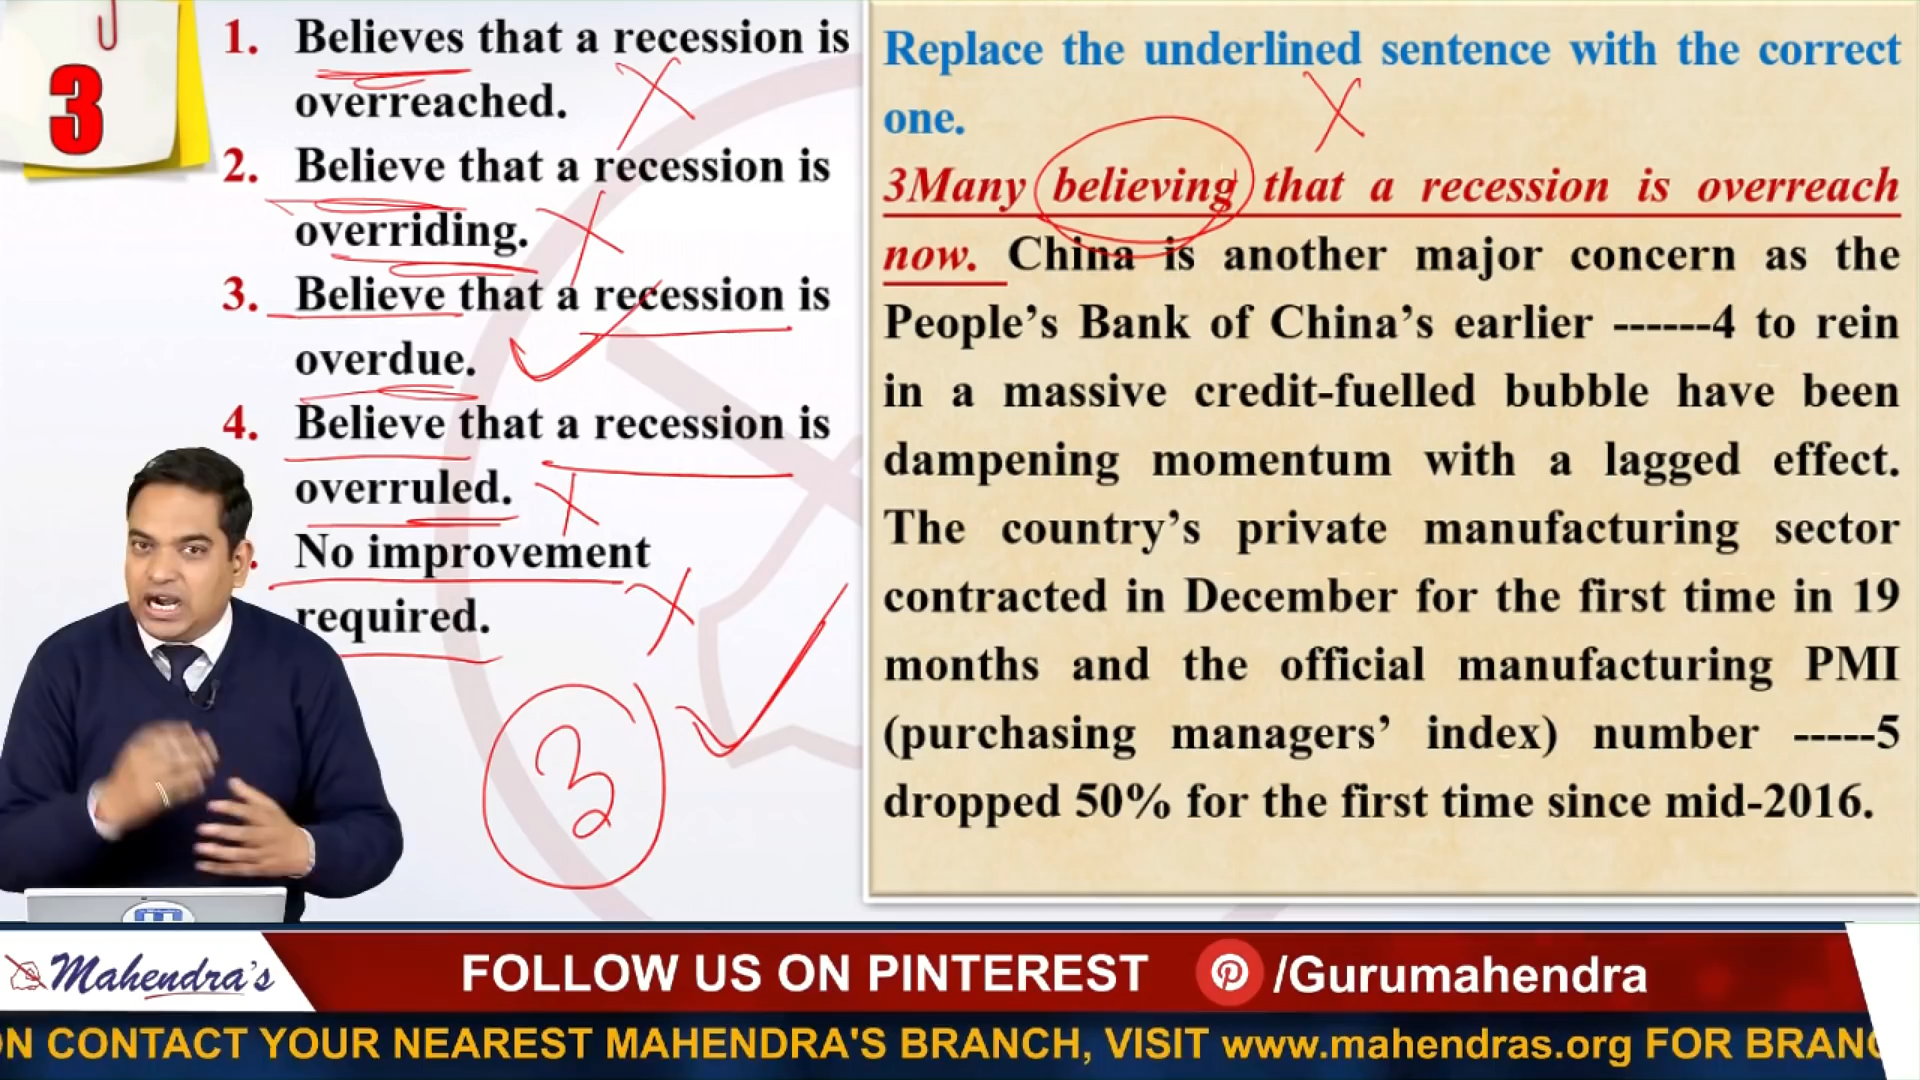 3
1. Believes that a recession is
overreached.
2. Believe that a recession is
overriding.
3. Believe that a recession is
overdue.
4. Believe that a recession is
overruled.
No improvement
required.
3
Replace the underlined sentence with the correct
one.
3Many believing that a recession is overreach
now. China is another major concern as the
People’s Bank of China’s earlier ------4 to rein
in a massive credit-fuelled bubble have been
dampening momentum with a lagged effect.
The country’s private manufacturing sector
contracted in December for the first time in 19
months and the official manufacturing PMI
(purchasing managers’ index) number -----5
dropped 50% for the first time since mid-2016.
Mahendra's
FOLLOW US ON PINTEREST /Gurumahendra
ON CONTACT YOUR NEAREST MAHENDRA'S BRANCH, VISIT www.mahendras.org FOR BRANC